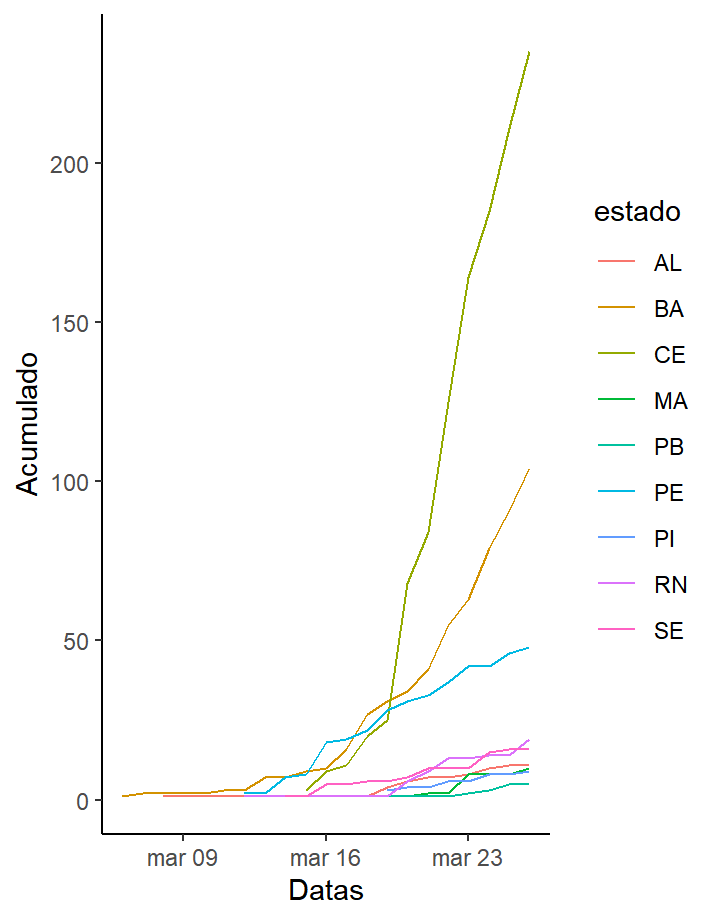 Acumulado
200
150
100
50
0
mar 09
mar 16
mar 23
Datas
estado
AL
BA
CE
MA
PB
PE
PI
RN
SE